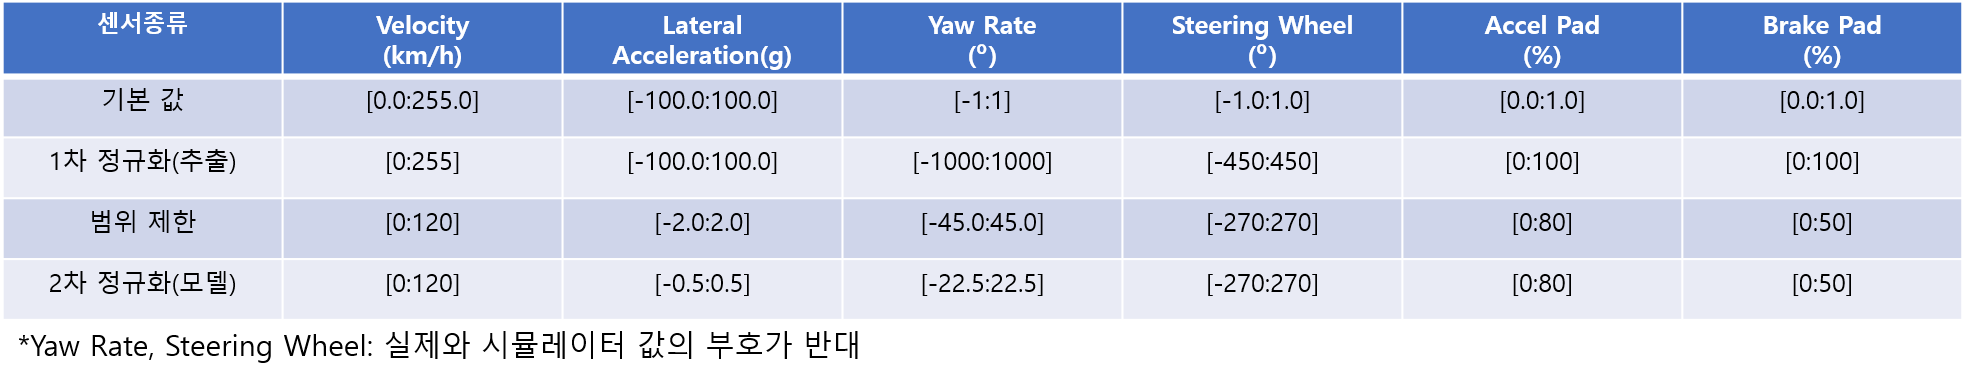 센서종류 Velocity (km/h) Lateral Acceleration(g) Yaw Rate (⁰) Steering Wheel (⁰) Accel Pad (%) Brake Pad (%)
기본 값 [0.0:255.0] [-100.0:100.0] [-1:1] [-1.0:1.0] [0.0:1.0] [0.0:1.0]
1차 정규화(추출) [0:255] [-100.0:100.0] [-1000:1000] [-450:450] [0:100] [0:100]
범위 제한 [0:120] [-2.0:2.0] [-45.0:45.0] [-270:270] [0:80] [0:50]
2차 정규화(모델) [0:120] [-0.5:0.5] [-22.5:22.5] [-270:270] [0:80] [0:50]
*Yaw Rate, Steering Wheel: 실제와 시뮬레이터 값의 부호가 반대